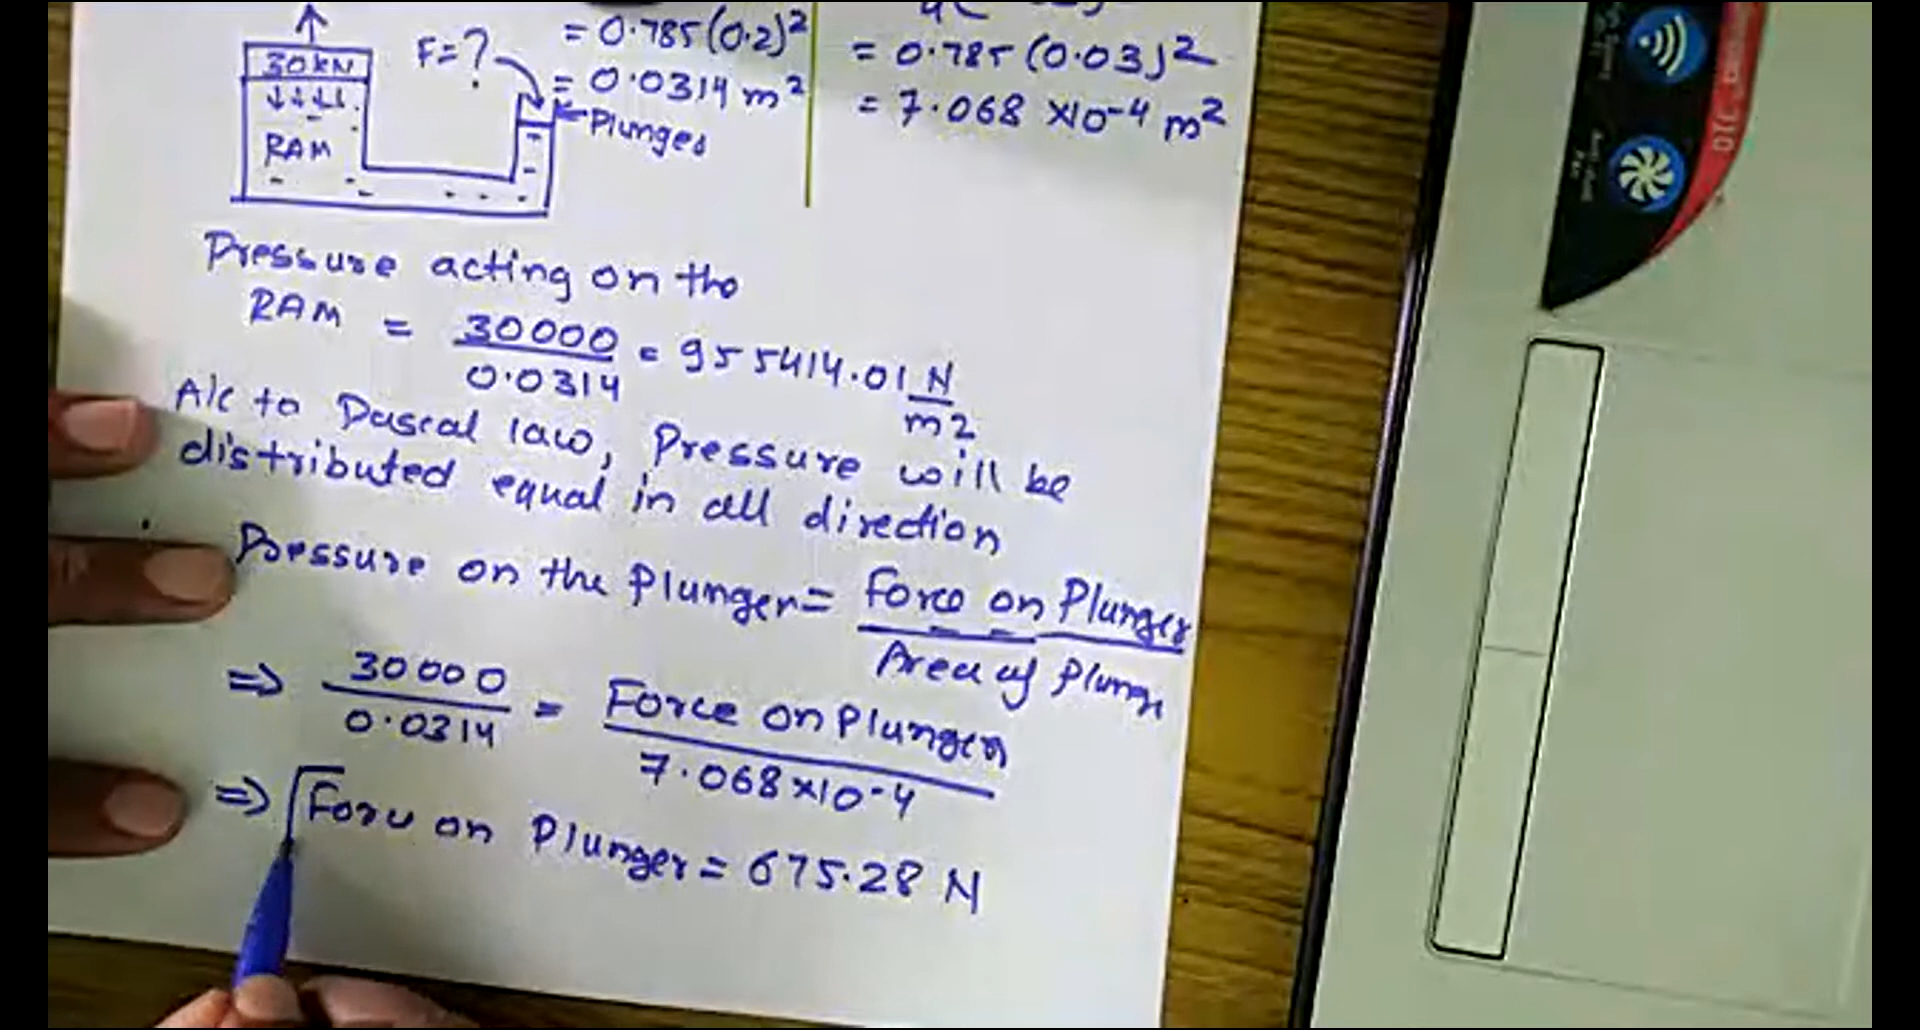 30KN
RAM
F=?
Plunges
= 0.785(0.2)²
= 0.0314 m²
= 0.785 (0.03)²
= 7.068 ×10⁻⁴ m²
Pressure acting on the
RAM = 30000/0.0314 = 955414.01 N/m2
A/c to Pascal law, Pressure will be
distributed equal in all direction
Pressure on the Plunger = Force on Plunger/Area of Plung
⇒ 30000/0.0314 = Force on Plunger/7.068×10⁻⁴
⇒ Force on Plunger = 675.28 N